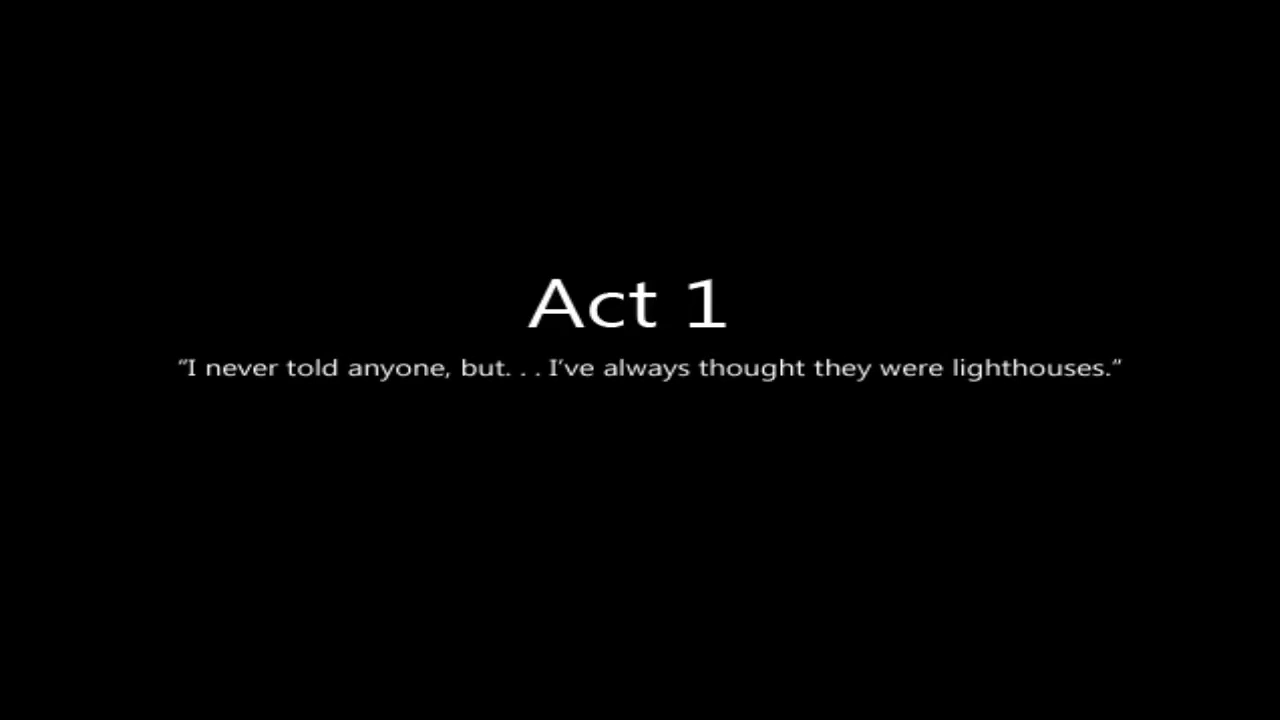 Act 1
“I never told anyone, but. . . I’ve always thought they were lighthouses.”